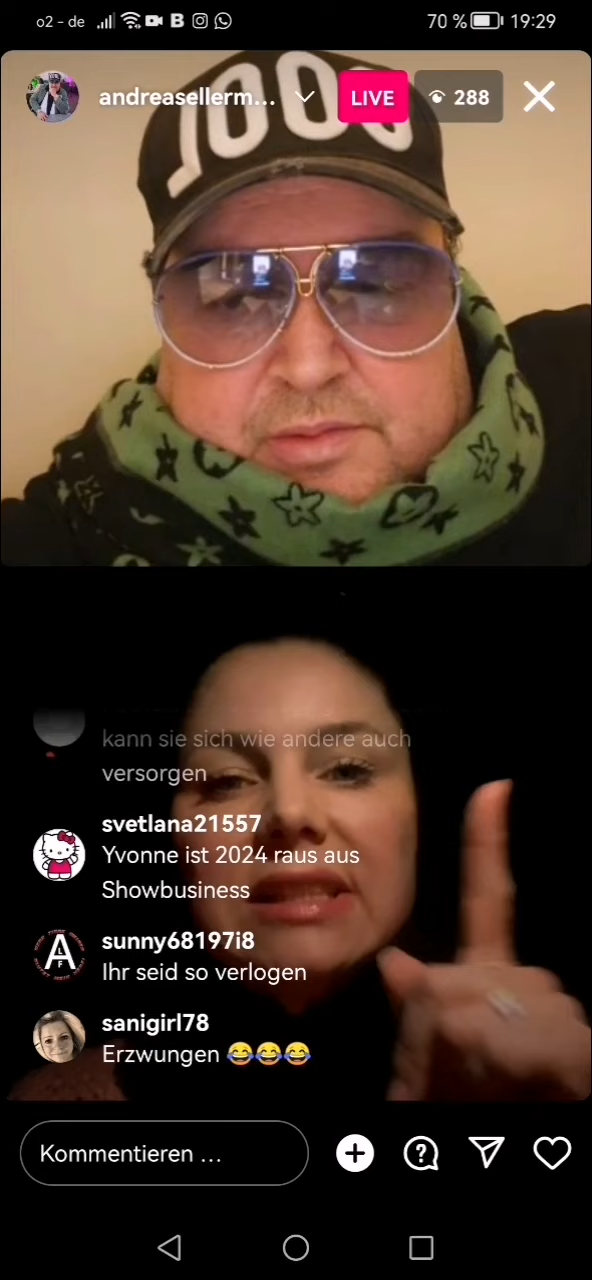 o2 - de B 70 % 19:29
1000
andreasellerm... LIVE 288
kann sie sich wie andere auch
versorgen
svetlana21557
Yvonne ist 2024 raus aus
Showbusiness
sunny68197i8
Ihr seid so verlogen
sanigirl78
Erzwungen 😂😂😂
Kommentieren ...